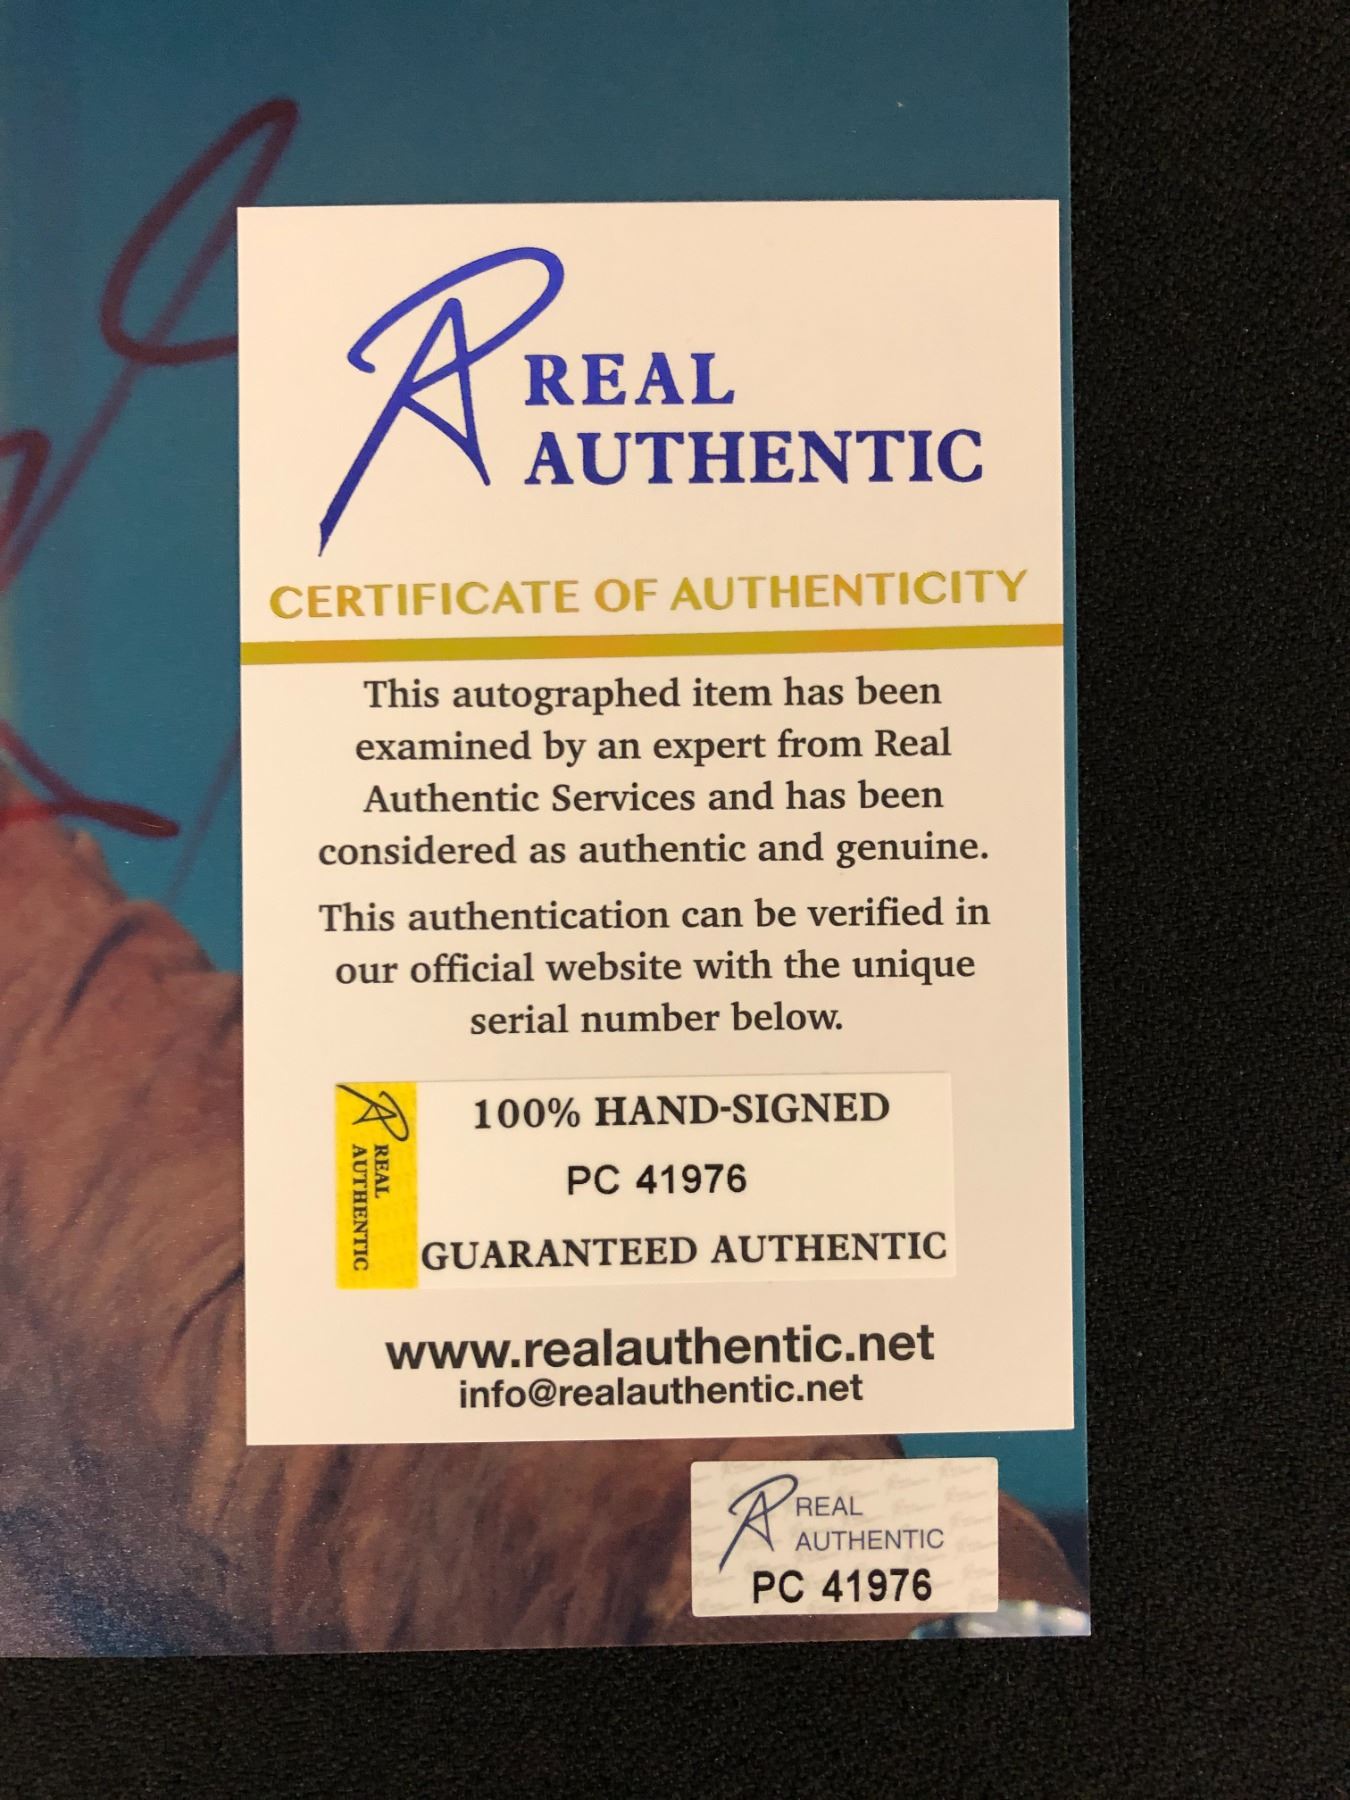 REAL
AUTHENTIC
CERTIFICATE OF AUTHENTICITY
This autographed item has been
examined by an expert from Real
Authentic Services and has been
considered as authentic and genuine.
This authentication can be verified in
our official website with the unique
serial number below.
REAL
AUTHENTIC
100% HAND-SIGNED
PC 41976
GUARANTEED AUTHENTIC
www.realauthentic.net
info@realauthentic.net
REAL
AUTHENTIC
PC 41976